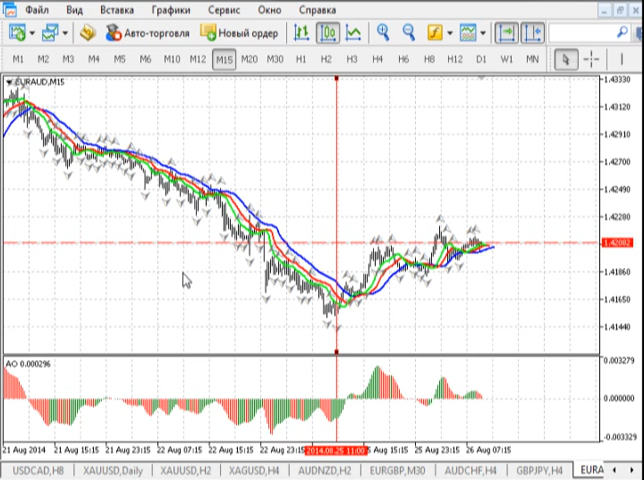 Файл Вид Вставка Графики Сервис Окно Справка
Авто-торговля Новый ордер
M1 M2 M3 M4 M5 M6 M10 M12 M15 M20 M30 H1 H2 H3 H4 H6 H8 H12 D1 W1 MN
EURAUD,M15
1.43330
1.43120
1.42910
1.42700
1.42490
1.42280
1.42082
1.41860
1.41650
1.41440
AO 0.000296
0.003279
0.000000
-0.003329
21 Aug 2014 21 Aug 15:15 21 Aug 23:15 22 Aug 07:15 22 Aug 15:15 22 Aug 23:15 2014.08.25 11:00 5 Aug 15:15 25 Aug 23:15 26 Aug 07:15
USDCAD,H8 XAUUSD,Daily XAUUSD,H2 XAGUSD,H4 AUDNZD,H2 EURGBP,M30 AUDCHF,H4 GBPJPY,H4 EURA